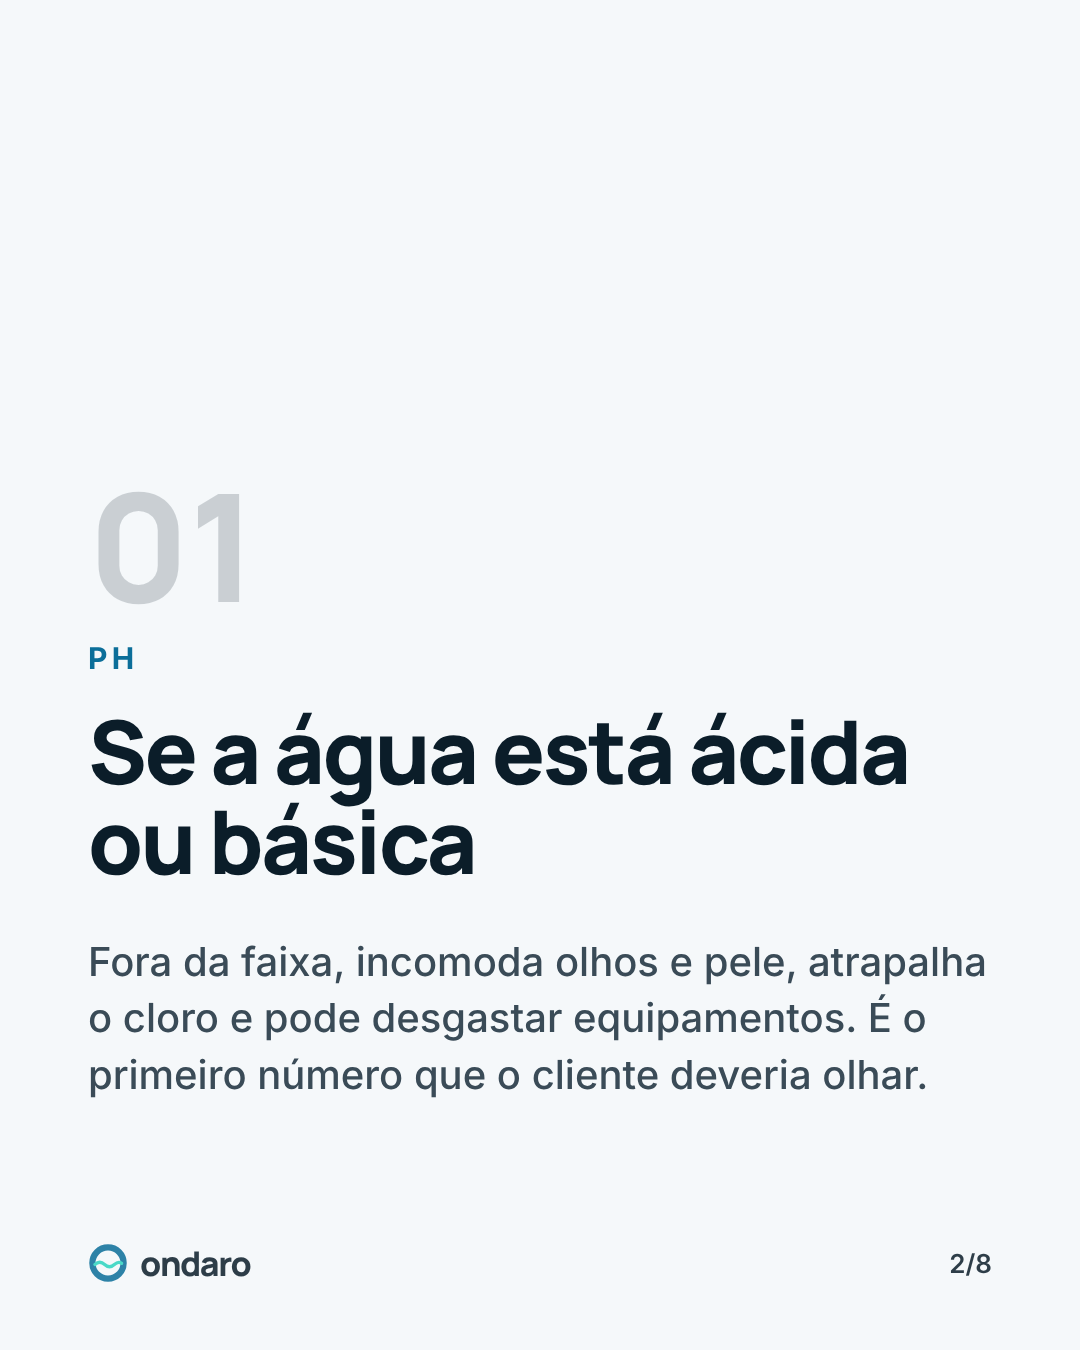 01
PH
Se a água está ácida
ou básica
Fora da faixa, incomoda olhos e pele, atrapalha
o cloro e pode desgastar equipamentos. É o
primeiro número que o cliente deveria olhar.
ondaro
2/8